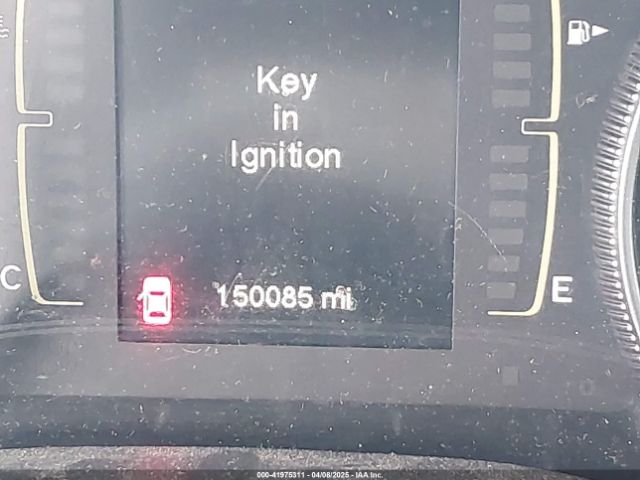 Key
in
Ignition
C
E
150085 mi
000-41975311 - 04/08/2025 - IAA Inc.